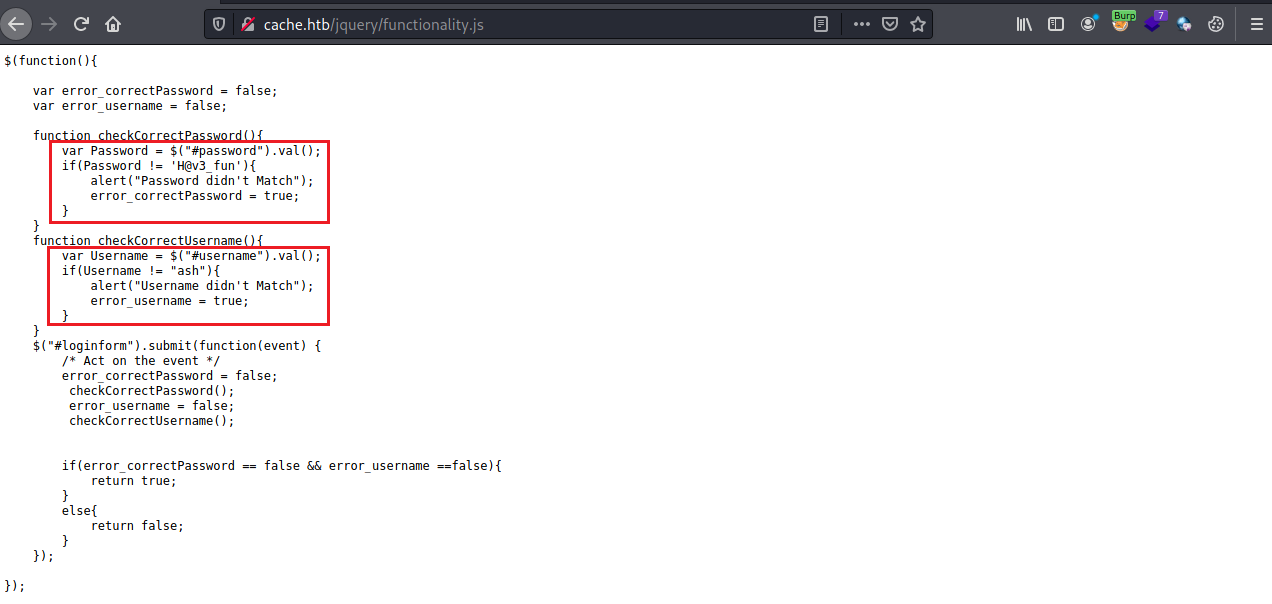 cache.htb/jquery/functionality.js
Burp
7
$(function(){
var error_correctPassword = false;
var error_username = false;
function checkCorrectPassword(){
var Password = $("#password").val();
if(Password != 'H@v3_fun'){
alert("Password didn't Match");
error_correctPassword = true;
}
}
function checkCorrectUsername(){
var Username = $("#username").val();
if(Username != "ash"){
alert("Username didn't Match");
error_username = true;
}
}
$("#loginform").submit(function(event) {
/* Act on the event */
error_correctPassword = false;
checkCorrectPassword();
error_username = false;
checkCorrectUsername();
if(error_correctPassword == false && error_username ==false){
return true;
}
else{
return false;
}
});
});